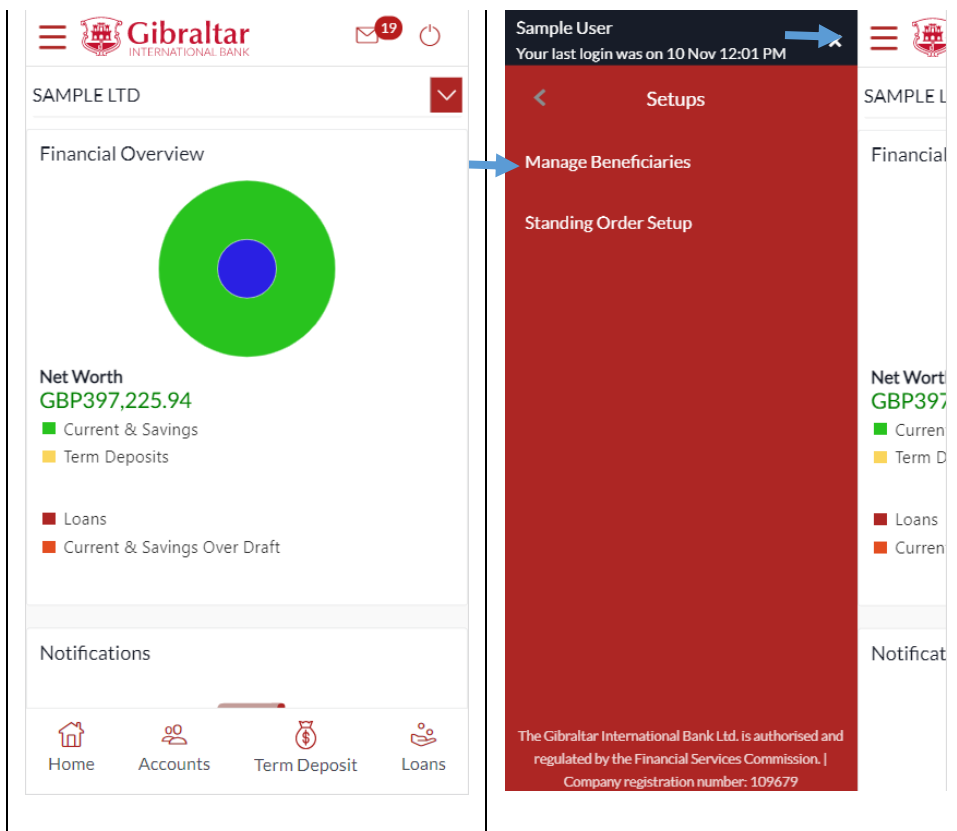 Gibraltar
INTERNATIONAL BANK
19
SAMPLE LTD
Financial Overview
Net Worth
GBP397,225.94
Current & Savings
Term Deposits
Loans
Current & Savings Over Draft
Notifications
Home Accounts Term Deposit Loans
Sample User
Your last login was on 10 Nov 12:01 PM
Setups
Manage Beneficiaries
Standing Order Setup
The Gibraltar International Bank Ltd. is authorised and
regulated by the Financial Services Commission. |
Company registration number: 109679
SAMPLE L
Financial
Net Wort
GBP397
Curren
Term D
Loans
Curren
Notificat